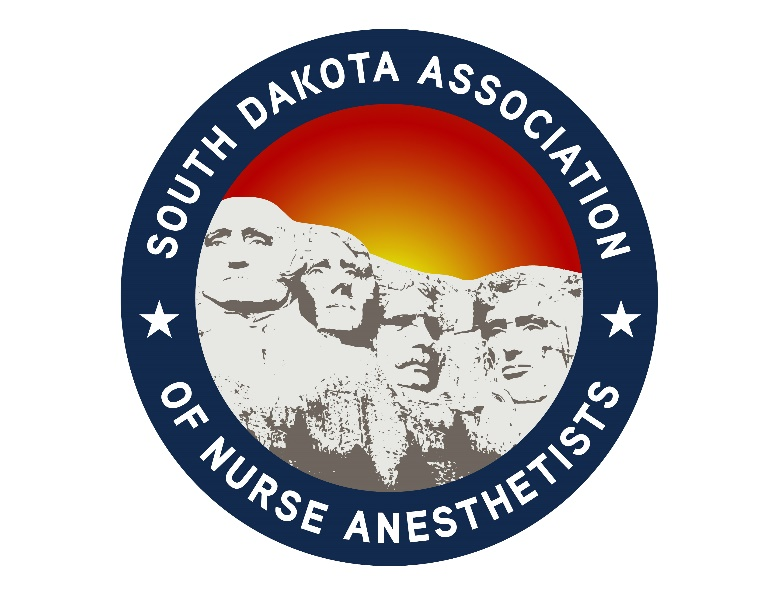 SOUTH DAKOTA ASSOCIATION
OF NURSE ANESTHETISTS